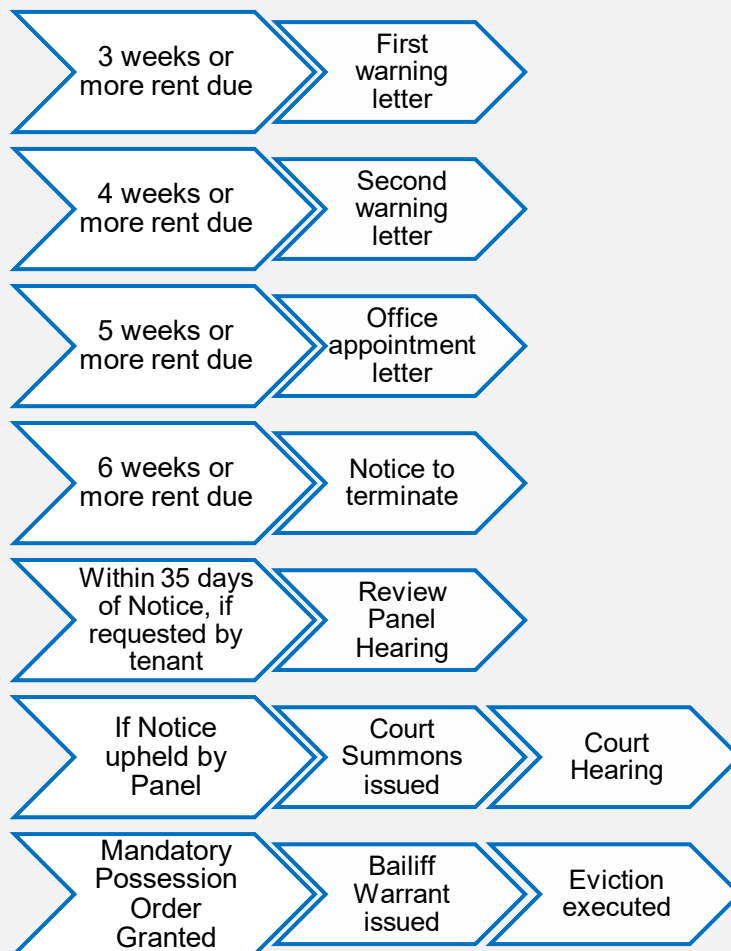 3 weeks or
more rent due
First
warning
letter
4 weeks or
more rent due
Second
warning
letter
5 weeks or
more rent due
Office
appointment
letter
6 weeks or
more rent due
Notice to
terminate
Within 35 days
of Notice, if
requested by
tenant
Review
Panel
Hearing
If Notice
upheld by
Panel
Court
Summons
issued
Court
Hearing
Mandatory
Possession
Order
Granted
Bailiff
Warrant
issued
Eviction
executed